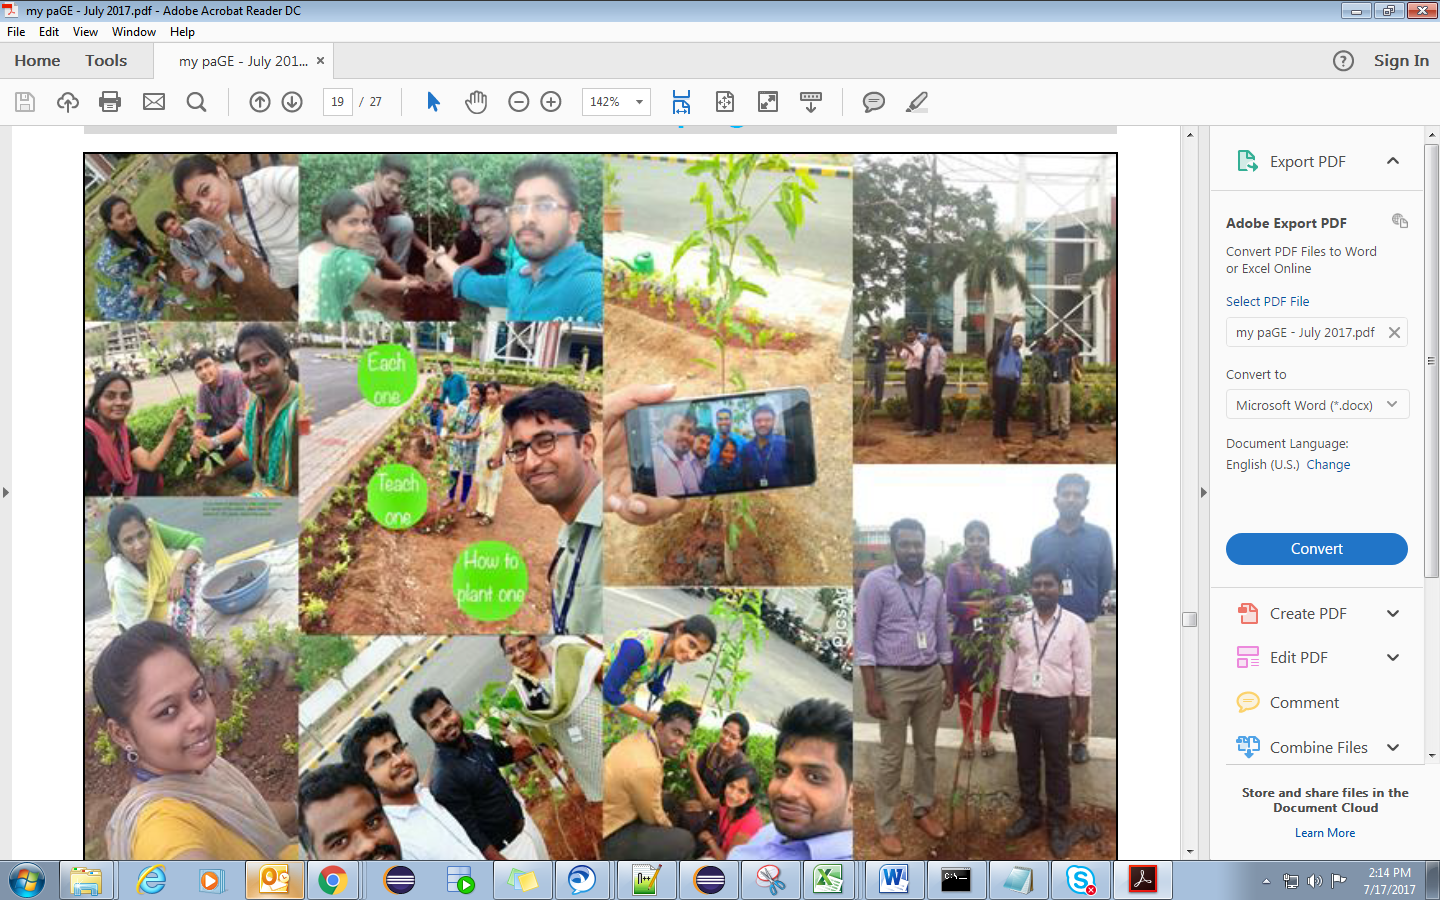 my paGE - July 2017.pdf - Adobe Acrobat Reader DC
File Edit View Window Help
Home Tools my paGE - July 201... × ? Sign In
19 / 27 142%
Export PDF
Adobe Export PDF
Convert PDF Files to Word
or Excel Online
Select PDF File
my paGE - July 2017.pdf
Convert to
Microsoft Word (*.docx)
Document Language:
English (U.S.) Change
Convert
Create PDF
Edit PDF
Comment
Combine Files
Store and share files in the
Document Cloud
Learn More
Each
one
Teach
one
How to
plant one
2:14 PM
7/17/2017